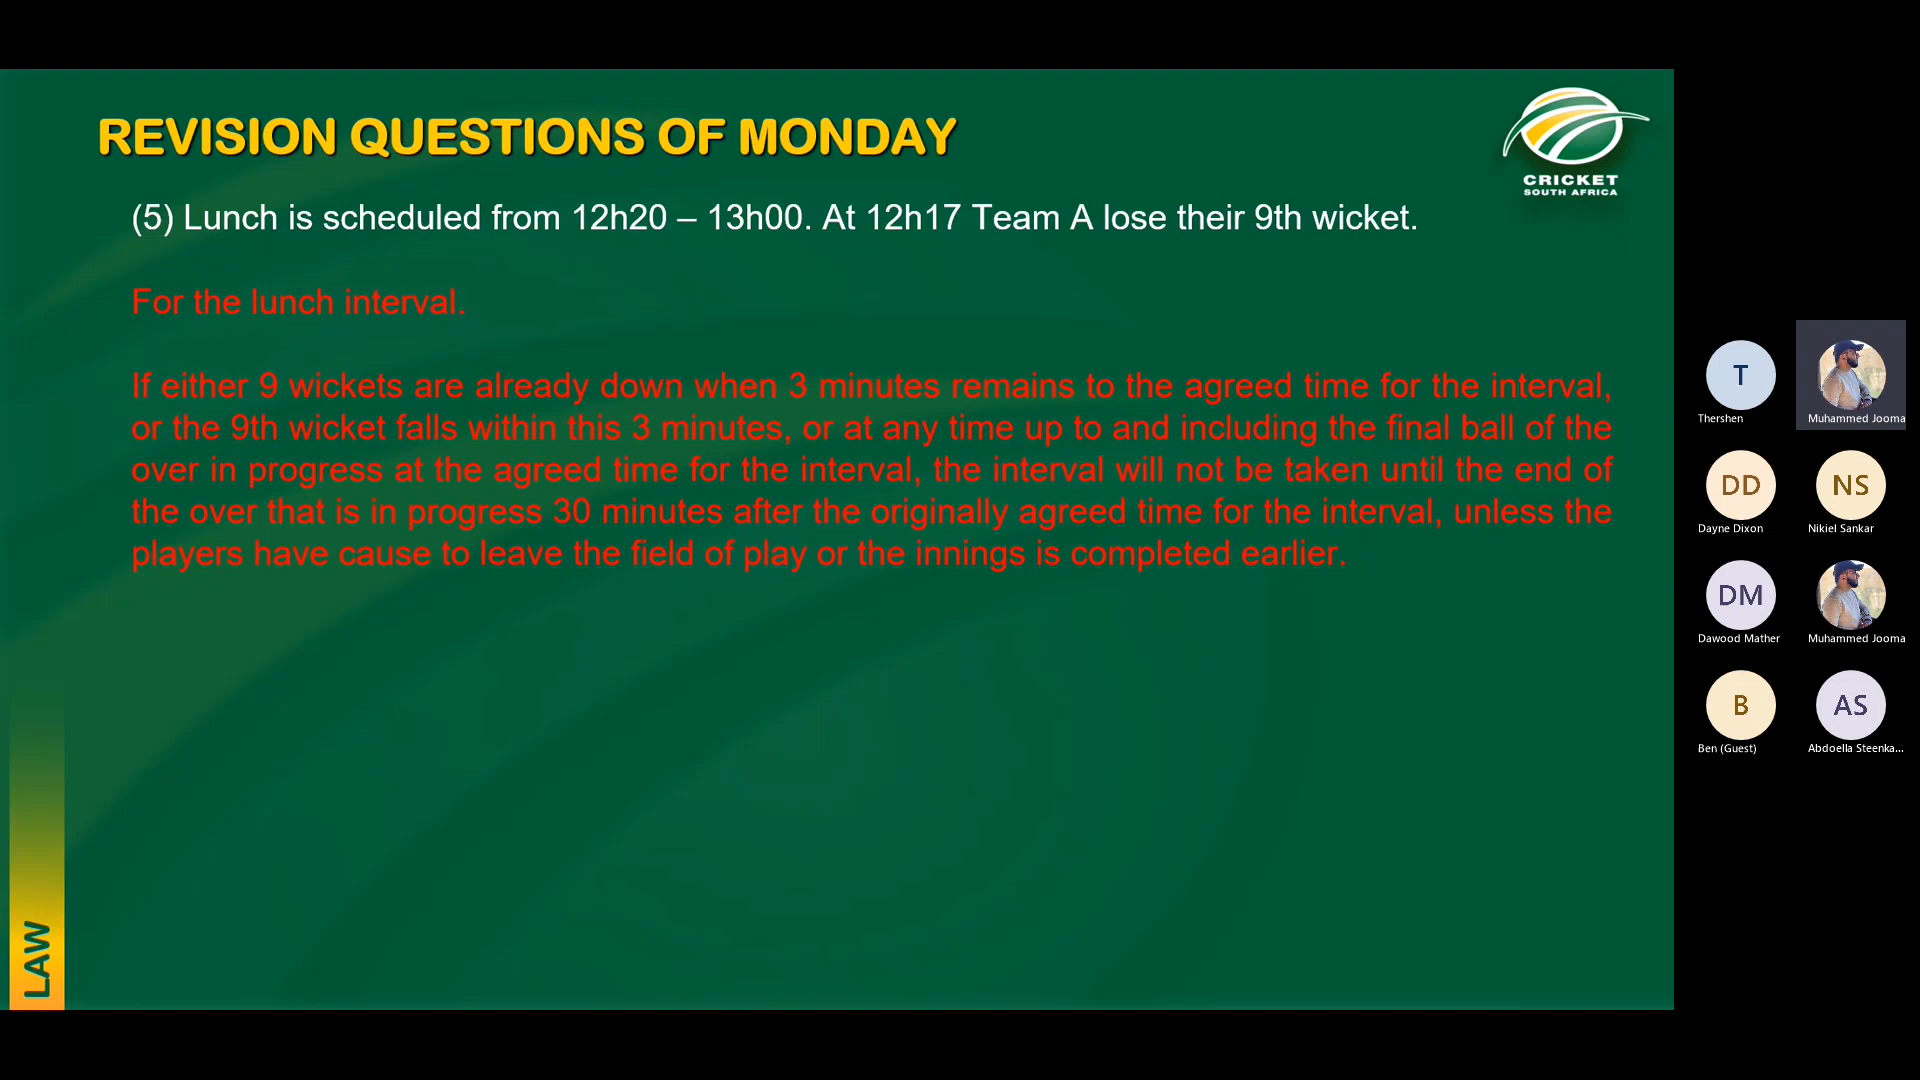 REVISION QUESTIONS OF MONDAY
CRICKET
SOUTH AFRICA
(5) Lunch is scheduled from 12h20 – 13h00. At 12h17 Team A lose their 9th wicket.
For the lunch interval.
If either 9 wickets are already down when 3 minutes remains to the agreed time for the interval,
or the 9th wicket falls within this 3 minutes, or at any time up to and including the final ball of the
over in progress at the agreed time for the interval, the interval will not be taken until the end of
the over that is in progress 30 minutes after the originally agreed time for the interval, unless the
players have cause to leave the field of play or the innings is completed earlier.
LAW
T
Thershen
Muhammed Jooma
DD
Dayne Dixon
NS
Nikiel Sankar
DM
Dawood Mather
Muhammed Jooma
B
Ben (Guest)
AS
Abdoella Steenka...